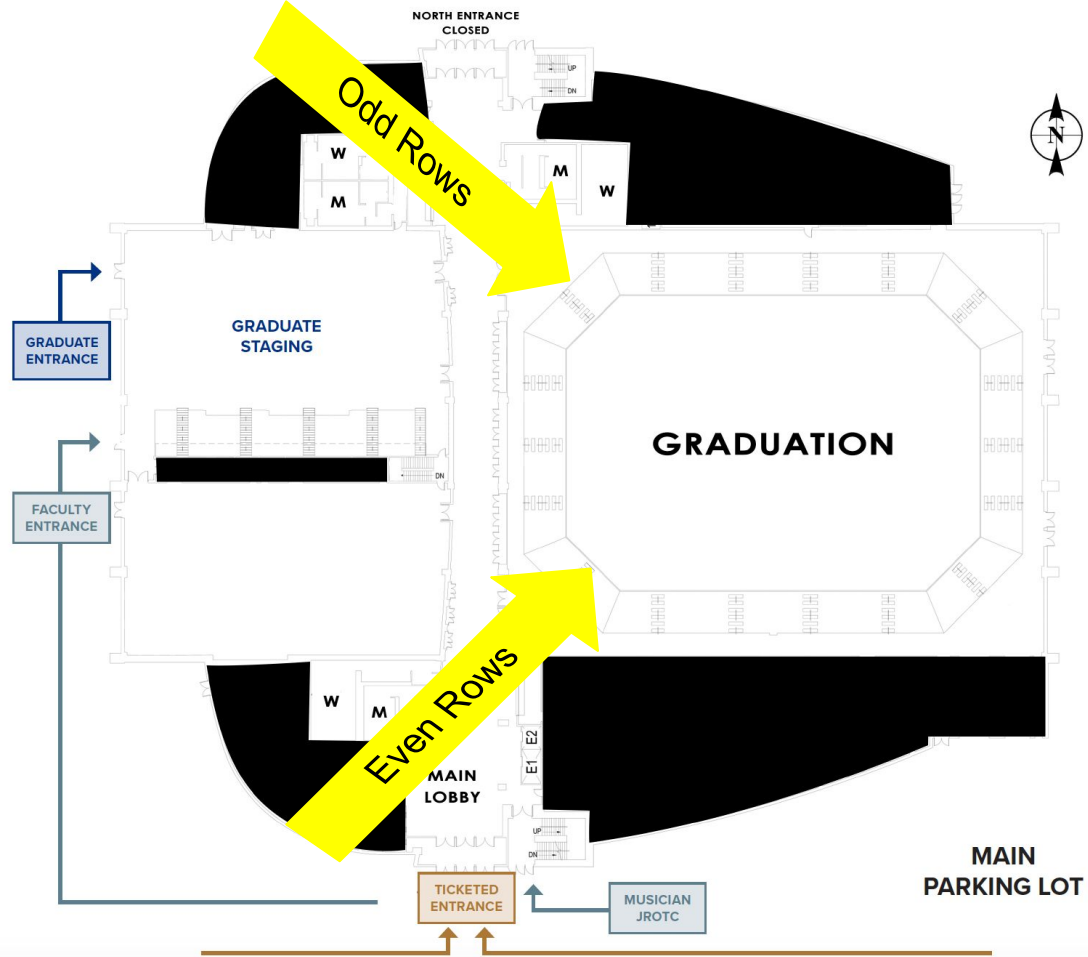 NORTH ENTRANCE
CLOSED
UP
DN
Odd Rows
N
W
M
M
W
GRADUATE
ENTRANCE
GRADUATE
STAGING
GRADUATION
DN
FACULTY
ENTRANCE
W
M
Even Rows
E2
E1
MAIN
LOBBY
UP
DN
MAIN
PARKING LOT
TICKETED
ENTRANCE
MUSICIAN
JROTC